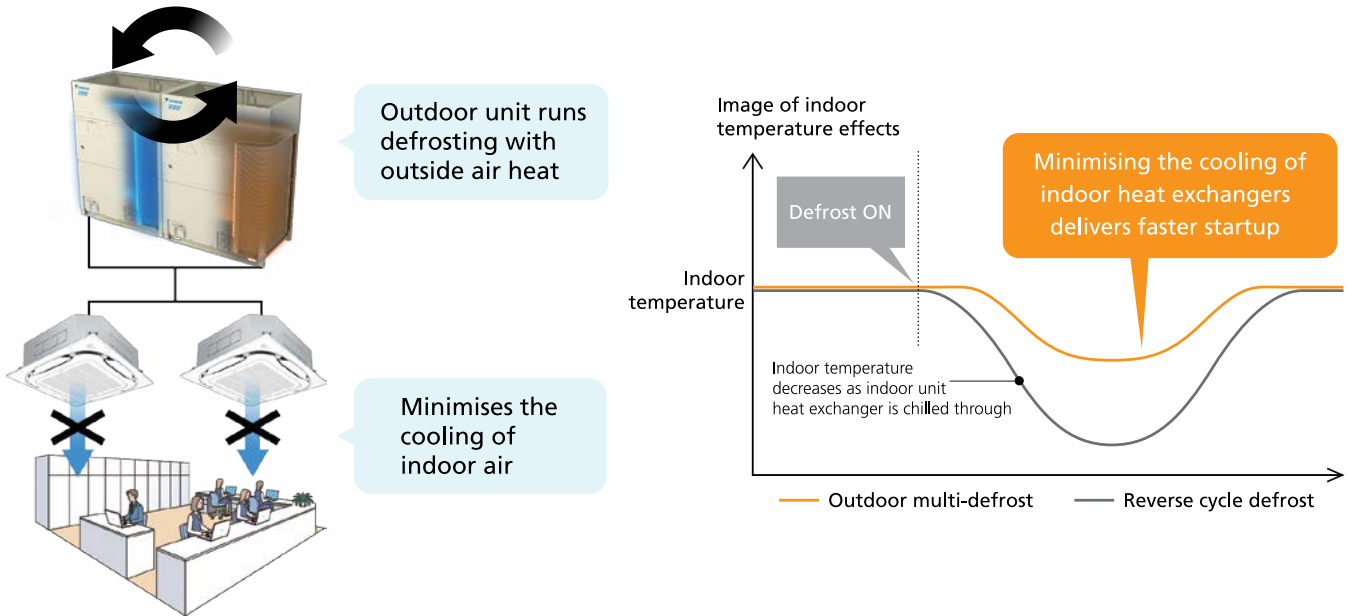 Outdoor unit runs
defrosting with
outside air heat
Minimises the
cooling of
indoor air
Image of indoor
temperature effects
Defrost ON
Minimising the cooling of
indoor heat exchangers
delivers faster startup
Indoor
temperature
Indoor temperature
decreases as indoor unit
heat exchanger is chilled through
Outdoor multi-defrost
Reverse cycle defrost